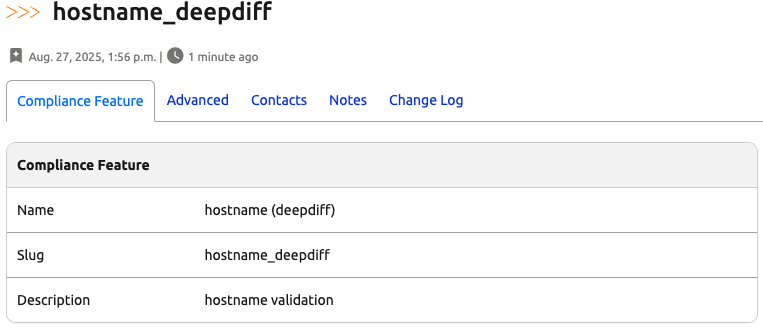 >>> hostname_deepdiff
Aug. 27, 2025, 1:56 p.m. | 1 minute ago
Compliance Feature Advanced Contacts Notes Change Log
Compliance Feature
Name hostname (deepdiff)
Slug hostname_deepdiff
Description hostname validation